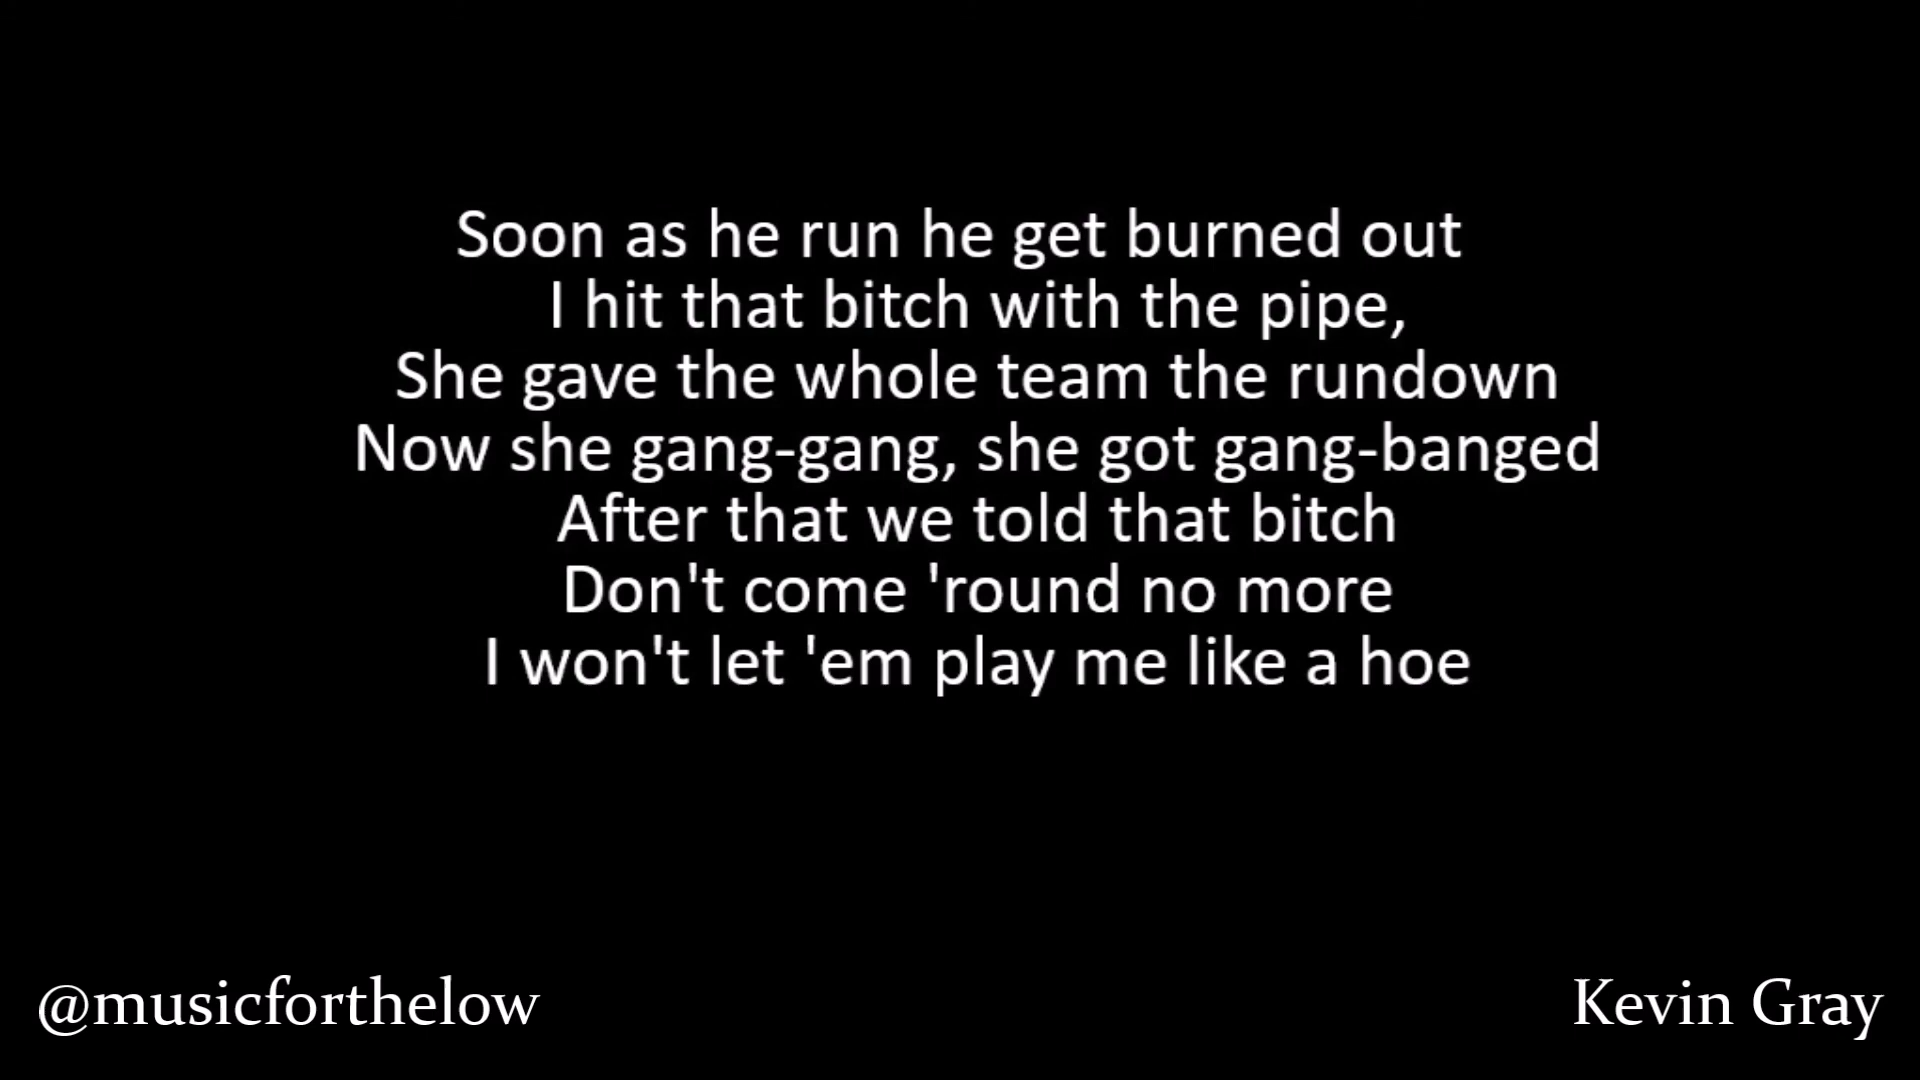 Soon as he run he get burned out
I hit that bitch with the pipe,
She gave the whole team the rundown
Now she gang-gang, she got gang-banged
After that we told that bitch
Don't come 'round no more
I won't let 'em play me like a hoe
@musicforthelow
Kevin Gray